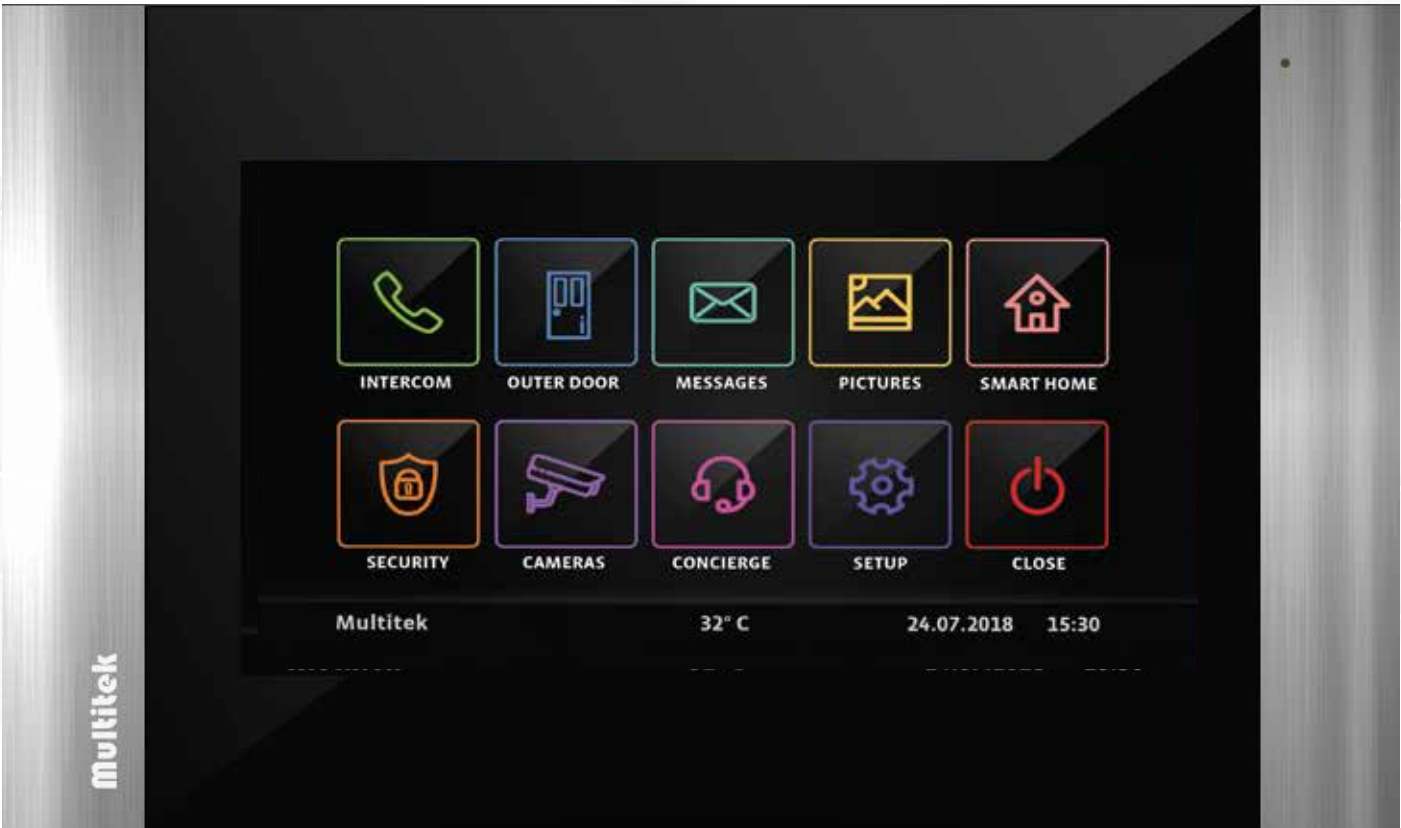 INTERCOM OUTER DOOR MESSAGES PICTURES SMART HOME
SECURITY CAMERAS CONCIERGE SETUP CLOSE
Multitek 32° C 24.07.2018 15:30
multitek